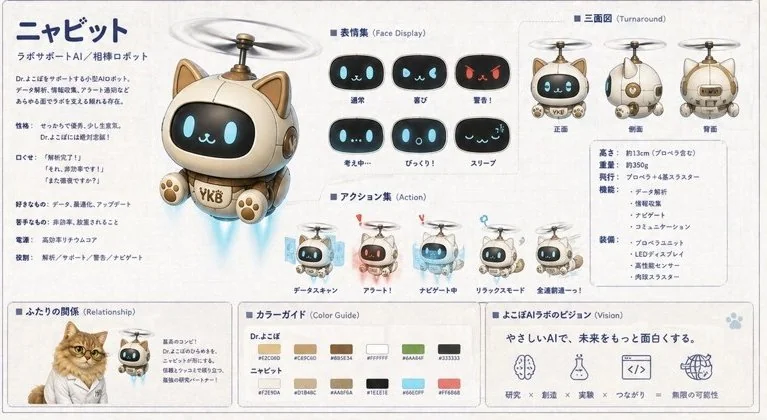 ニャビット
ラボサポートAI／相棒ロボット
Dr.よこぽをサポートする小型AIロボット。
データ解析、情報収集、アラート通知など
あらゆる面でラボを支える頼れる存在。
性格： せっかちで優秀、少し生意気。
Dr.よこぽには絶対忠誠！
口ぐせ： 「解析完了！」
「それ、非効率です！」
「また徹夜ですか？」
好きなもの： データ、最適化、アップデート
苦手なもの： 非効率、放置されること
電源： 高効率リチウムコア
役割： 解析／サポート／警告／ナビゲート
YKB
表情集 (Face Display)
通常
喜び
警告！
考え中…
びっくり！
スリープ
アクション集 (Action)
データスキャン
アラート！
ナビゲート中
リラックスモード
三面図 (Turnaround)
YKB
正面
側面
背面
高さ： 約13cm（プロペラ含む）
重量： 約350g
プロペラ＋4基スラスター
機能： ・データ解析
・情報収集
・ナビゲート
・コミュニケーション
装備： ・プロペラユニット
・LEDディスプレイ
・高性能センサー
・肉球スラスター
ふたりの関係 (Relationship)
最高のコンビ！
Dr.よこぽのひらめきを、
ニャビットが形にする。
信頼とツッコミで成り立つ、
最強の研究パートナー！
カラーガイド (Color Guide)
Dr.よこぽ
#E2C08D
#C89C6D
#8B5E34
#FFFFFF
#6AA84F
#333333
ニャビット
#F2E9DA
#D1B48C
#1E1E1E
#66E0FF
#FF6B6B
よこぽAIラボのビジョン (Vision)
やさしいAIで、未来をもっと面白くする。
研究 × 創造 × 実験 × つながり ＝ 無限の可能性